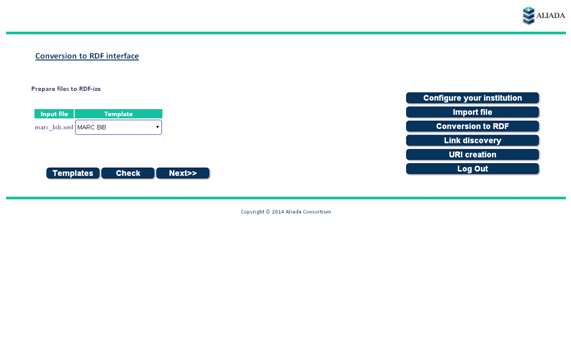 ALIADA
Conversion to RDF interface
Prepare files to RDF-ize
Input file Template
marc_bib.xml MARC BIB
Templates Check Next>>
Configure your institution
Import file
Conversion to RDF
Link discovery
URI creation
Log Out
Copyright © 2014 Aliada Consortium